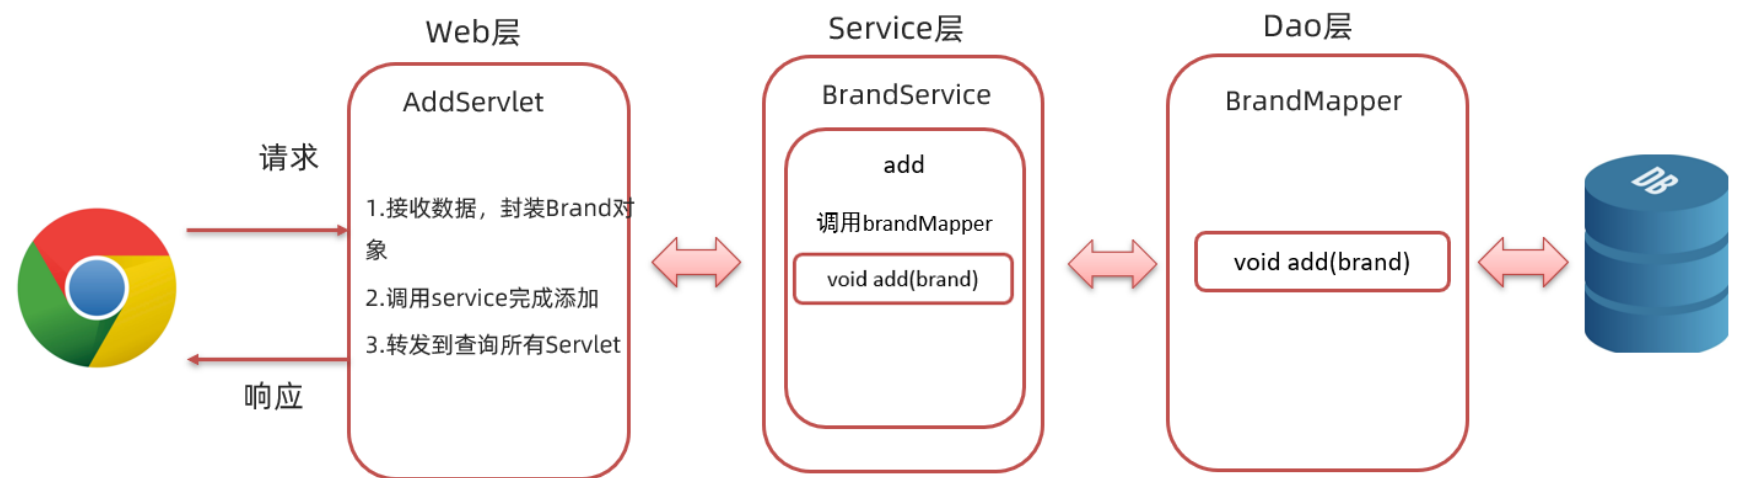 Web层
Service层
Dao层
AddServlet
BrandService
BrandMapper
请求
add
DB
1.接收数据，封装Brand对
象
调用brandMapper
void add(brand)
void add(brand)
2.调用service完成添加
3.转发到查询所有Servlet
响应